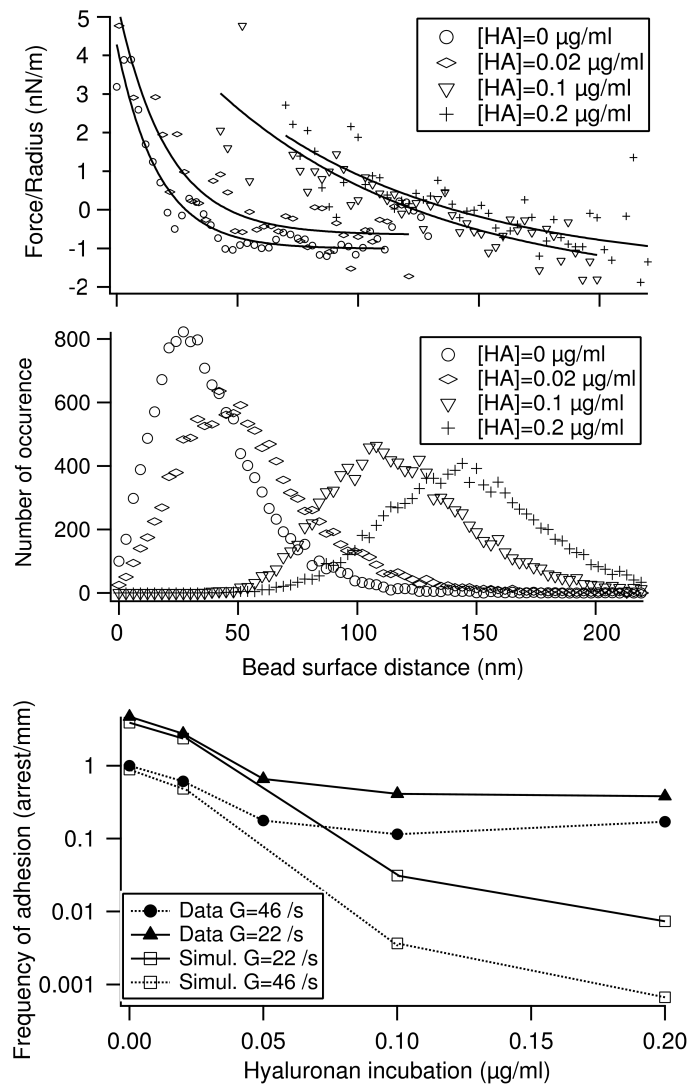 5
4
3
2
1
0
-1
-2
Force/Radius (nN/m)
[HA]=0 µg/ml
[HA]=0.02 µg/ml
[HA]=0.1 µg/ml
[HA]=0.2 µg/ml
800
600
400
200
0
Number of occurence
[HA]=0 µg/ml
[HA]=0.02 µg/ml
[HA]=0.1 µg/ml
[HA]=0.2 µg/ml
0 50 100 150 200
Bead surface distance (nm)
1
0.1
0.01
0.001
Frequency of adhesion (arrest/mm)
Data G=46 /s
Data G=22 /s
Simul. G=22 /s
Simul. G=46 /s
0.00 0.05 0.10 0.15 0.20
Hyaluronan incubation (µg/ml)